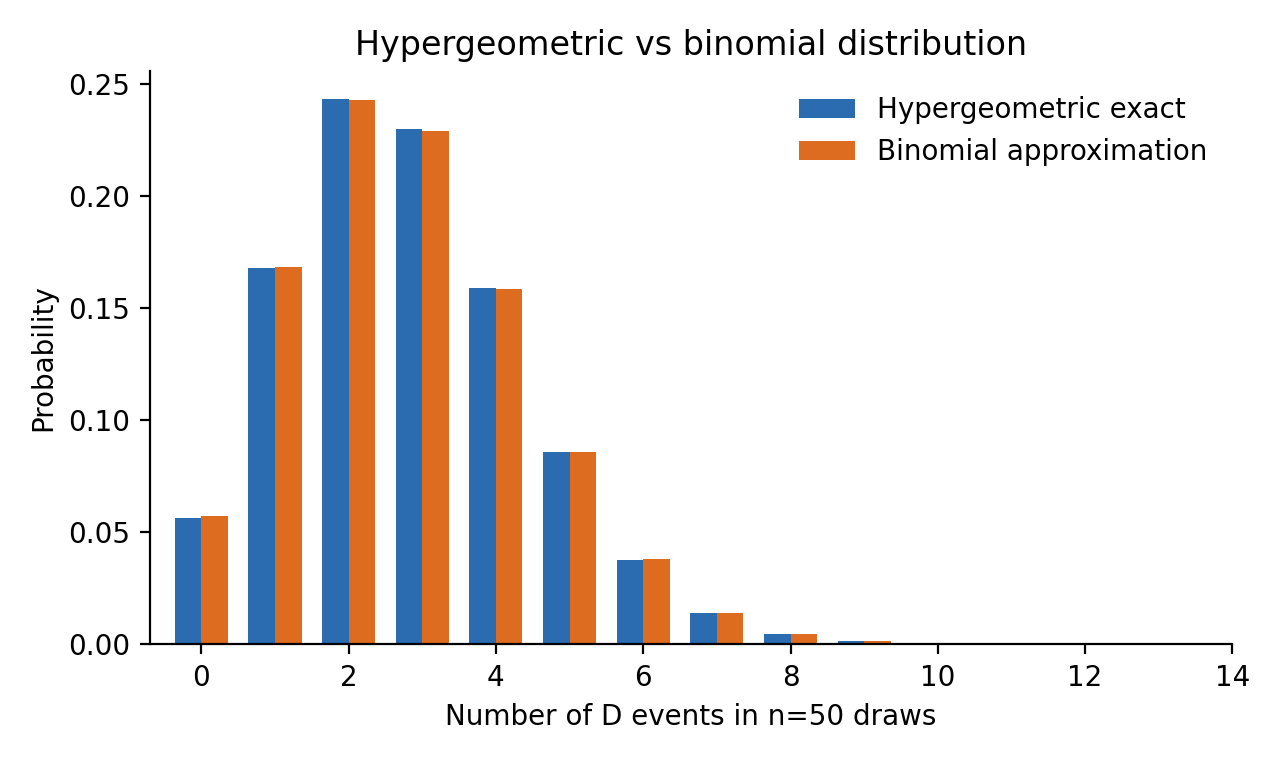 Hypergeometric vs binomial distribution
Hypergeometric exact
Binomial approximation
Probability
0.25
0.20
0.15
0.10
0.05
0.00
0 2 4 6 8 10 12 14
Number of D events in n=50 draws